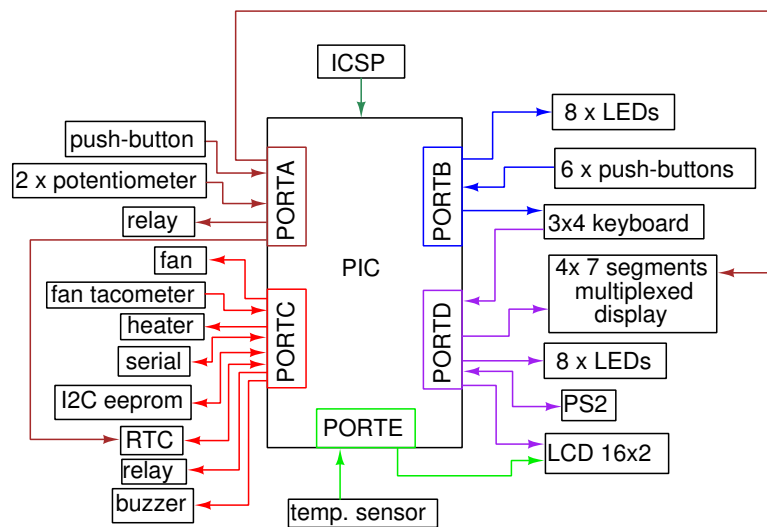 ICSP
push-button
2 x potentiometer
relay
PORTA
PIC
PORTB
8 x LEDs
6 x push-buttons
3x4 keyboard
fan
fan tacometer
heater
serial
I2C eeprom
RTC
relay
buzzer
PORTC
PORTD
4x 7 segments
multiplexed
display
8 x LEDs
PS2
LCD 16x2
PORTE
temp. sensor